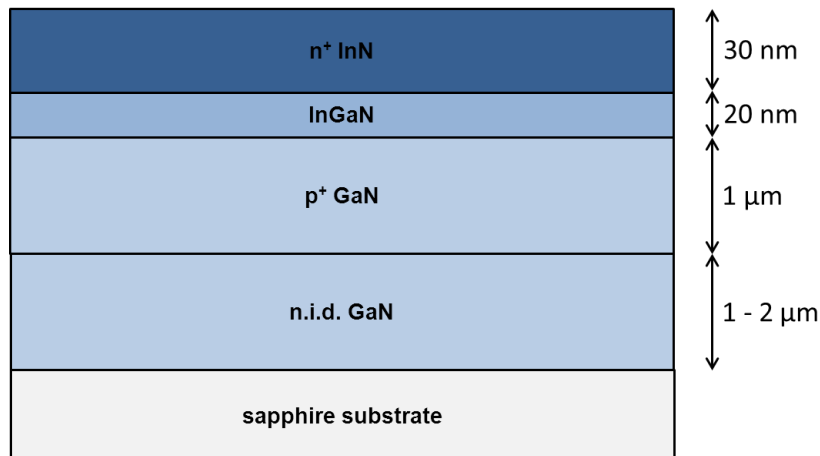 n⁺ InN
30 nm
InGaN
20 nm
p⁺ GaN
1 µm
n.i.d. GaN
1 - 2 µm
sapphire substrate